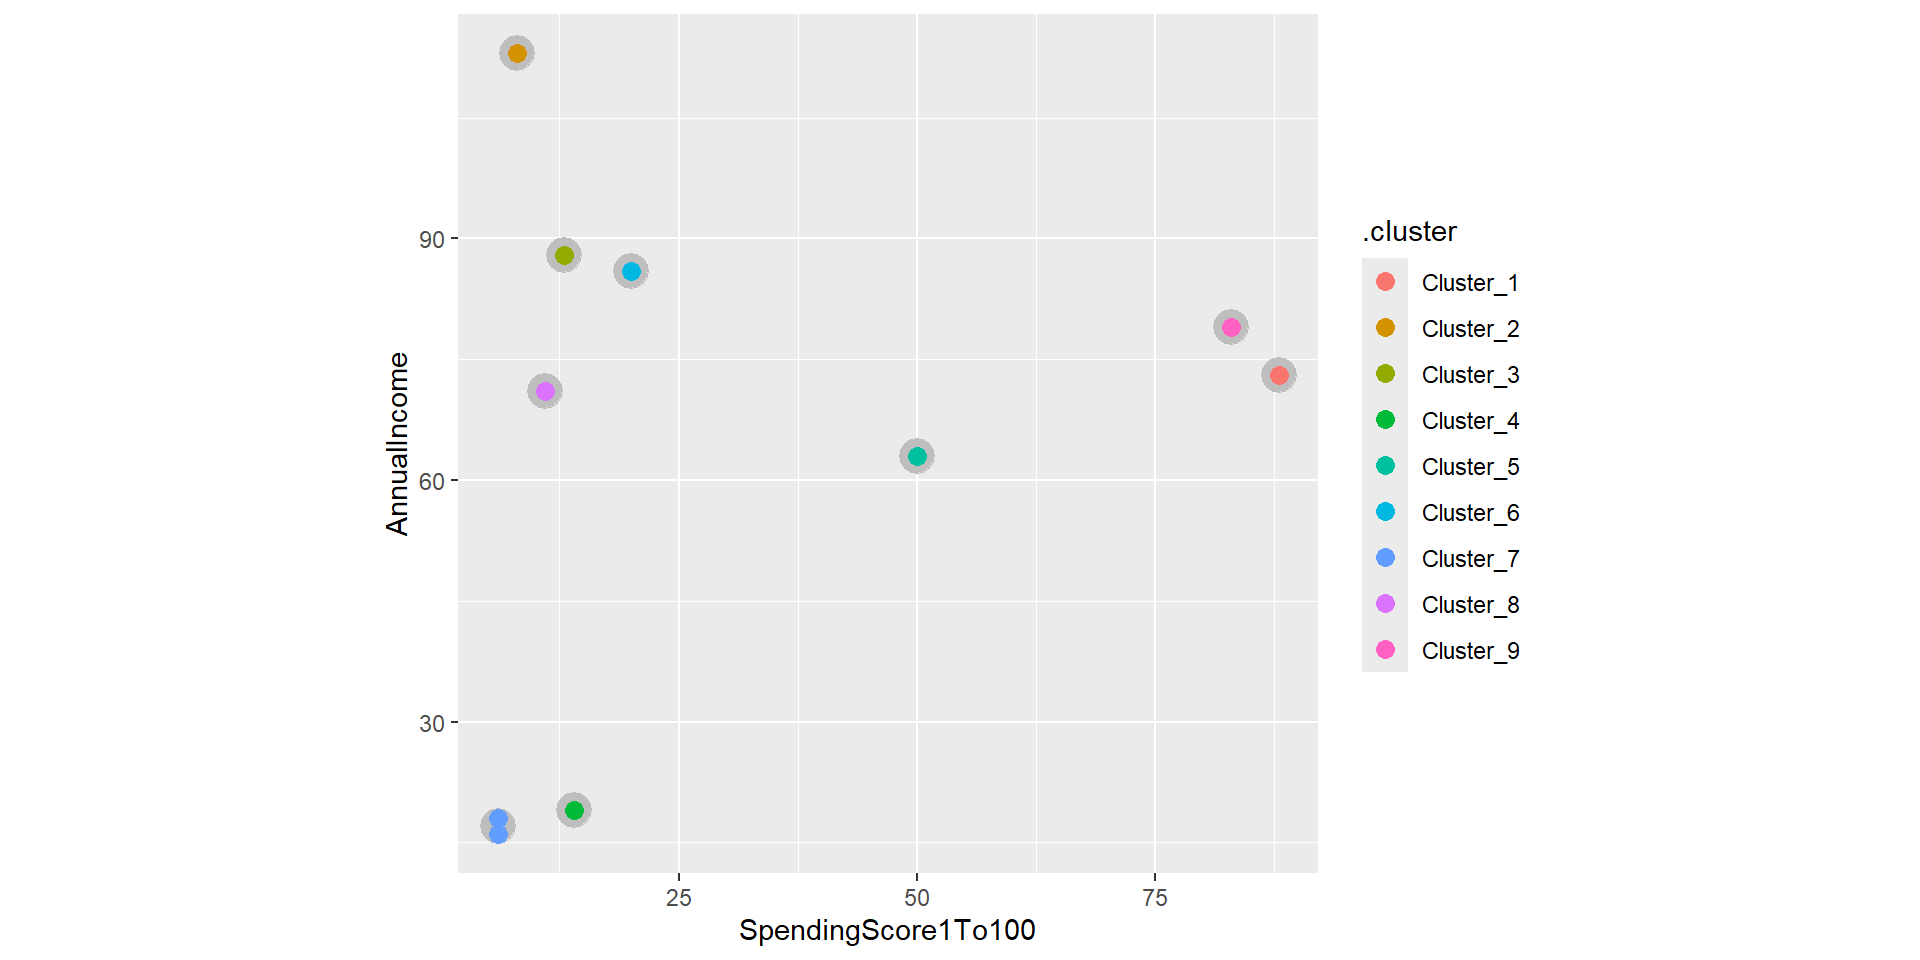 90
60
30
AnnualIncome
25 50 75
SpendingScore1To100
.cluster
Cluster_1
Cluster_2
Cluster_3
Cluster_4
Cluster_5
Cluster_6
Cluster_7
Cluster_8
Cluster_9